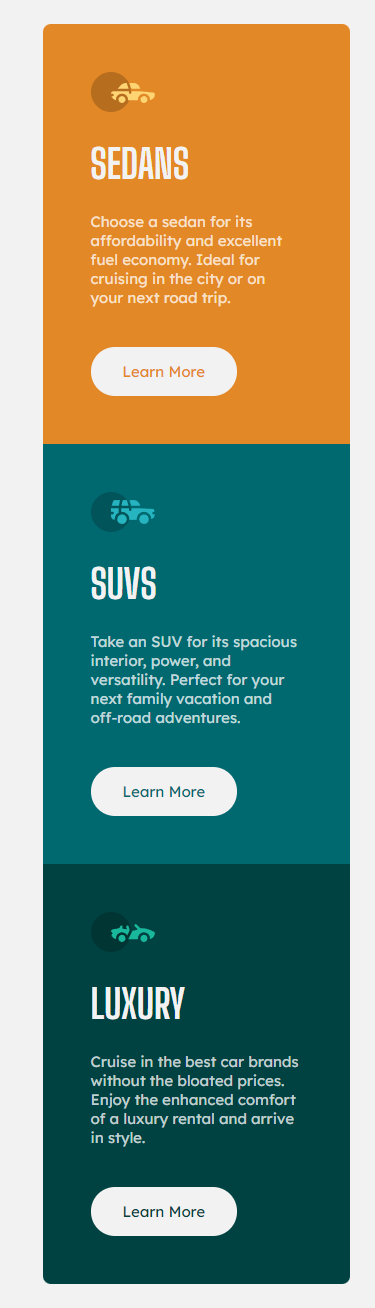 SEDANS
Choose a sedan for its
affordability and excellent
fuel economy. Ideal for
cruising in the city or on
your next road trip.
Learn More
SUVS
Take an SUV for its spacious
interior, power, and
versatility. Perfect for your
next family vacation and
off-road adventures.
Learn More
LUXURY
Cruise in the best car brands
without the bloated prices.
Enjoy the enhanced comfort
of a luxury rental and arrive
in style.
Learn More